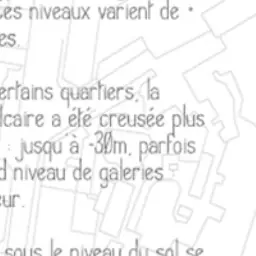 es niveaux varient de •
es.
ertains quartiers, la
lcaire a été creusée plus
: jusqu'à -30m, parfois
d niveau de galeries
eur.
sous le niveau du sol se